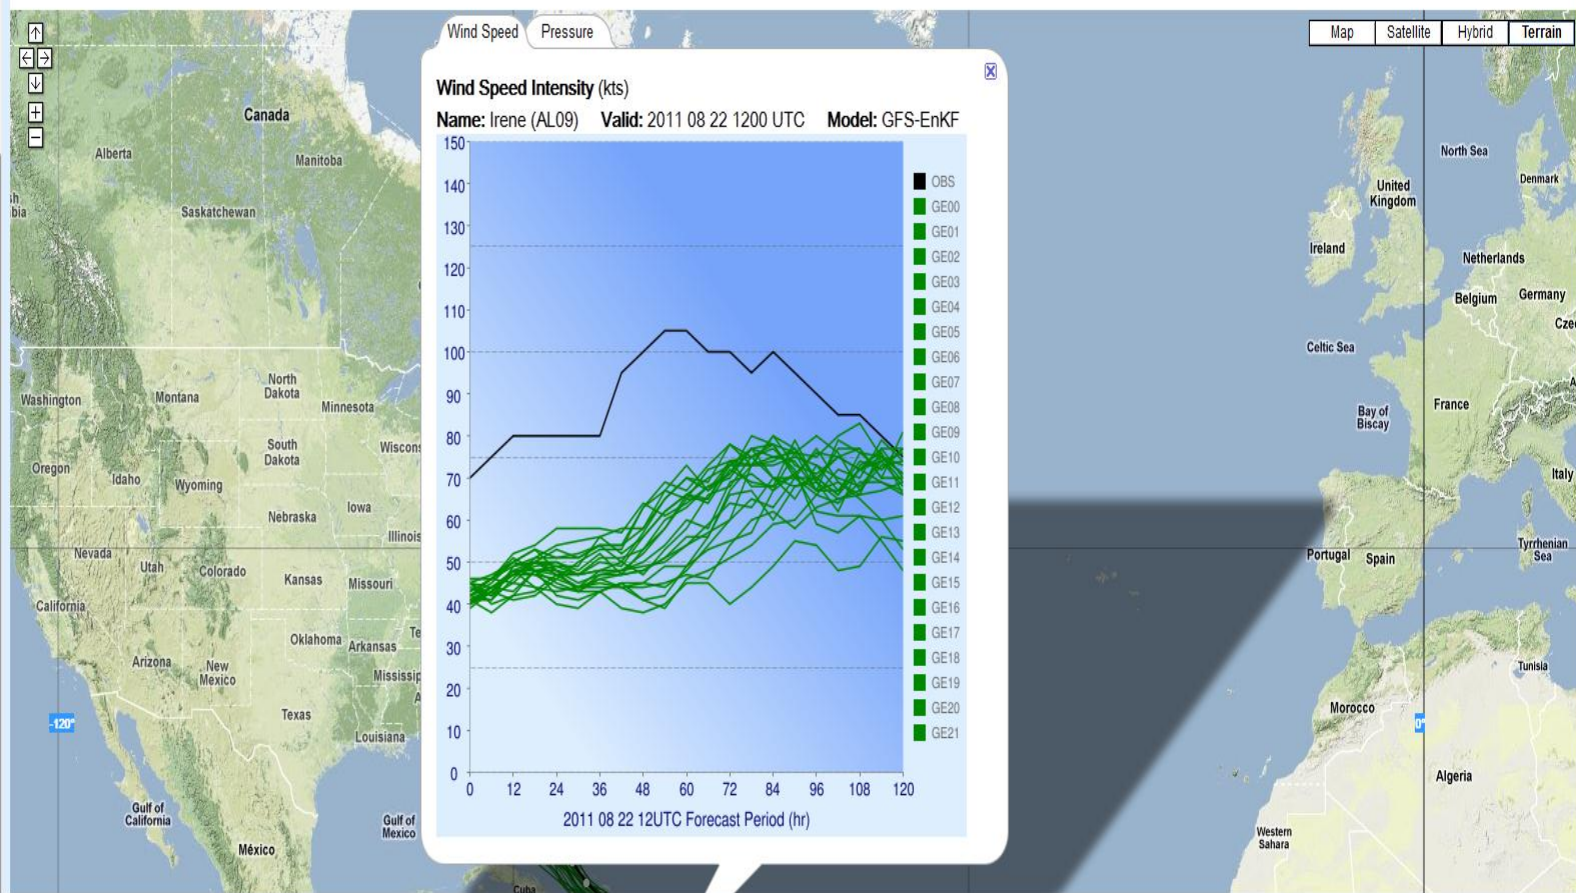 Wind Speed
Pressure
Map
Satellite
Hybrid
Terrain
Wind Speed Intensity (kts)
Name: Irene (AL09) Valid: 2011 08 22 1200 UTC Model: GFS-EnKF
150
140
130
120
110
100
90
80
70
60
50
40
30
20
10
0
0 12 24 36 48 60 72 84 96 108 120
2011 08 22 12UTC Forecast Period (hr)
OBS
GE00
GE01
GE02
GE03
GE04
GE05
GE06
GE07
GE08
GE09
GE10
GE11
GE12
GE13
GE14
GE15
GE16
GE17
GE18
GE19
GE20
GE21
Canada
Alberta
Manitoba
Saskatchewan
Washington
Montana
North
Dakota
Minnesota
South
Dakota
Wiscons
Oregon
Idaho
Wyoming
Iowa
Nebraska
Illinois
Nevada
Utah
Colorado
Kansas
Missouri
California
Oklahoma
Arkansas
Te
Arizona
New
Mexico
Mississip
A
Texas
-120°
Louisiana
Gulf of
California
Gulf of
Mexico
México
Cuba
North Sea
Denmark
United
Kingdom
Ireland
Netherlands
Belgium
Germany
Cze
Celtic Sea
France
Bay of
Biscay
Italy
Portugal
Spain
Tyrrhenian
Sea
Tunisia
Morocco
0°
Algeria
Western
Sahara